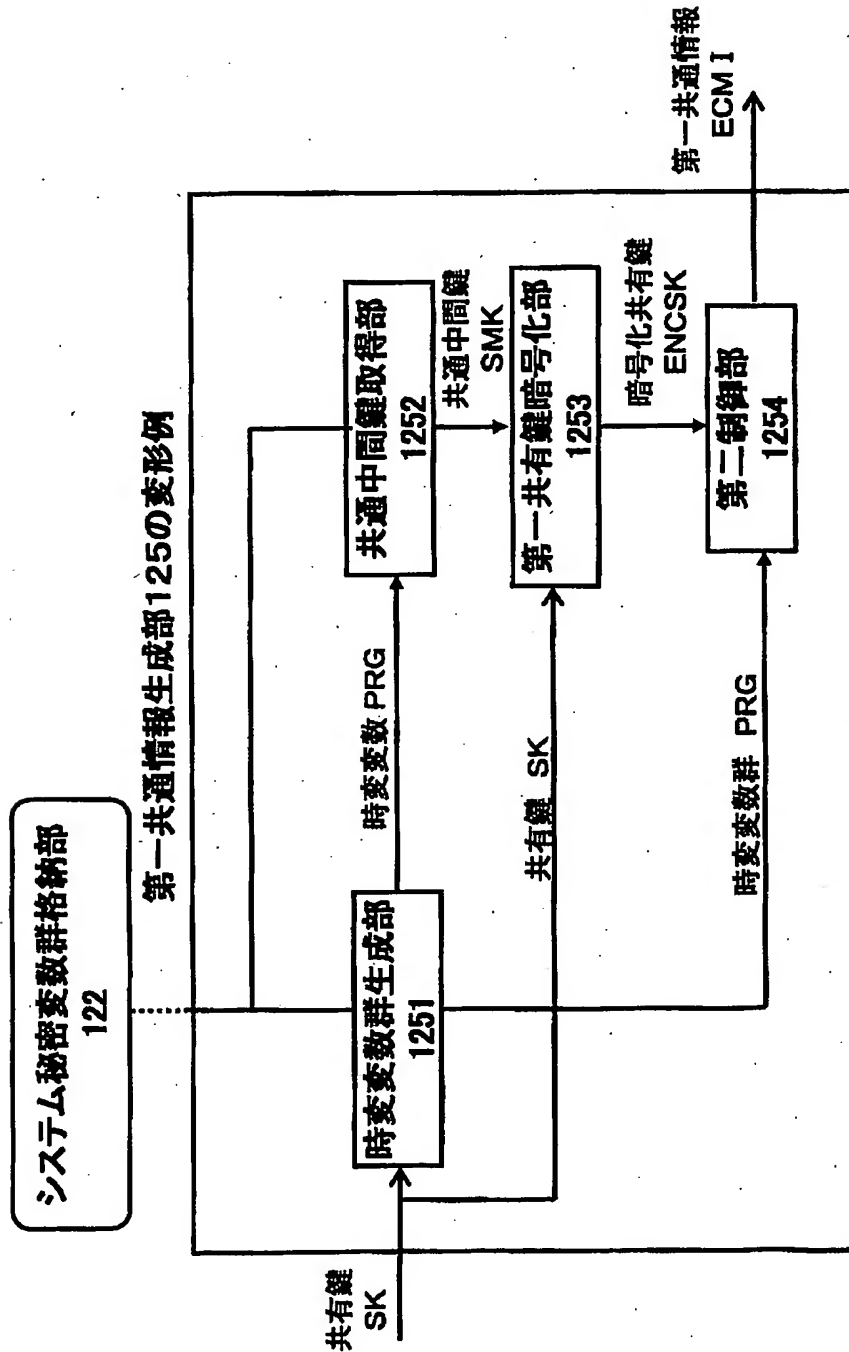 システム秘密変数群格納部
122
第一共通情報生成部125の変形例
共有鍵
SK
時変変数群生成部
1251
時変変数 PRG
共通中間鍵取得部
1252
共通中間鍵
SMK
共有鍵 SK
第一共有鍵暗号化部
1253
暗号化共有鍵
ENCSK
時変変数群 PRG
第二制御部
1254
第一共通情報
ECM I